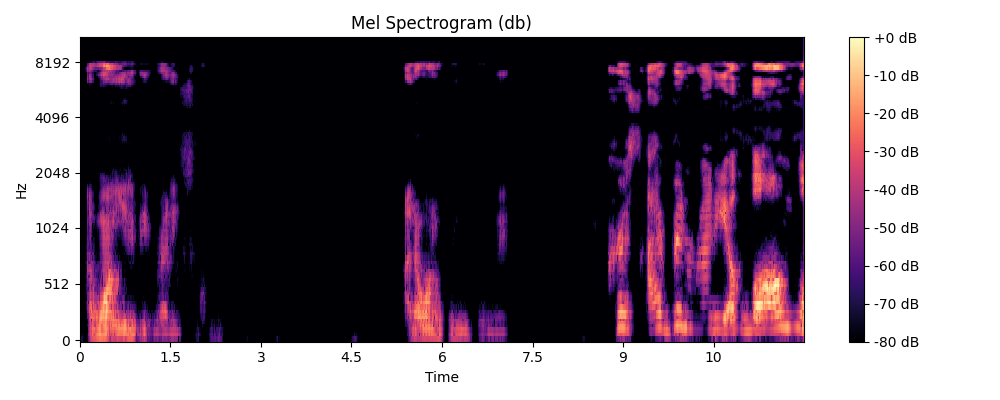 Mel Spectrogram (db)
8192
4096
2048
1024
512
0
Hz
0 1.5 3 4.5 6 7.5 9 10
Time
+0 dB
-10 dB
-20 dB
-30 dB
-40 dB
-50 dB
-60 dB
-70 dB
-80 dB